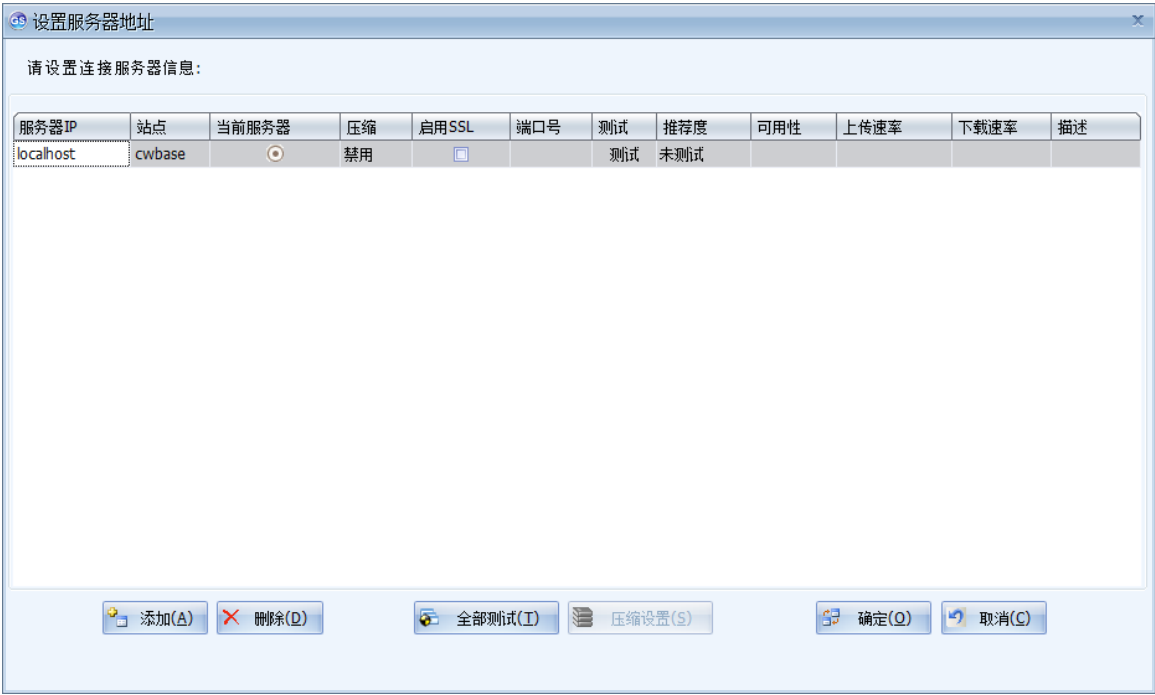 GS 设置服务器地址 x
请设置连接服务器信息:
服务器IP 站点 当前服务器 压缩 启用SSL 端口号 测试 推荐度 可用性 上传速率 下载速率 描述
localhost cwbase 禁用 测试 未测试
添加(A) 删除(D) 全部测试(T) 压缩设置(S) 确定(O) 取消(C)